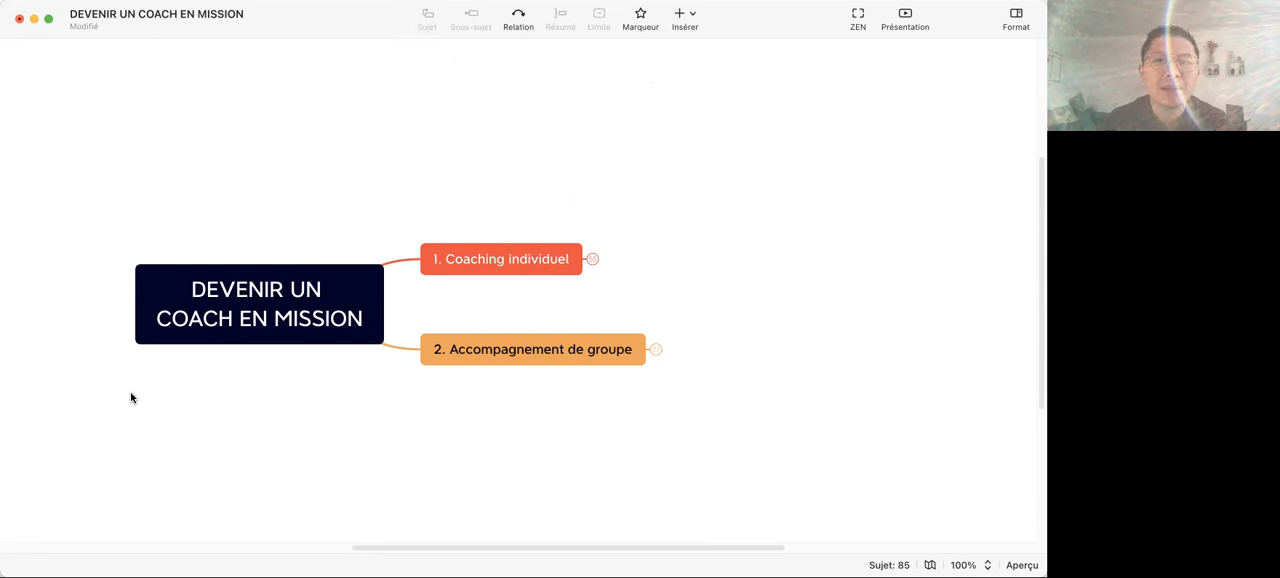 DEVENIR UN COACH EN MISSION
Modifié
Sujet
Sous-sujet
Relation
Résumé
Limite
Marqueur
Insérer
ZEN
Présentation
Format
1. Coaching individuel
DEVENIR UN
COACH EN MISSION
2. Accompagnement de groupe
Sujet: 85
100%
Aperçu